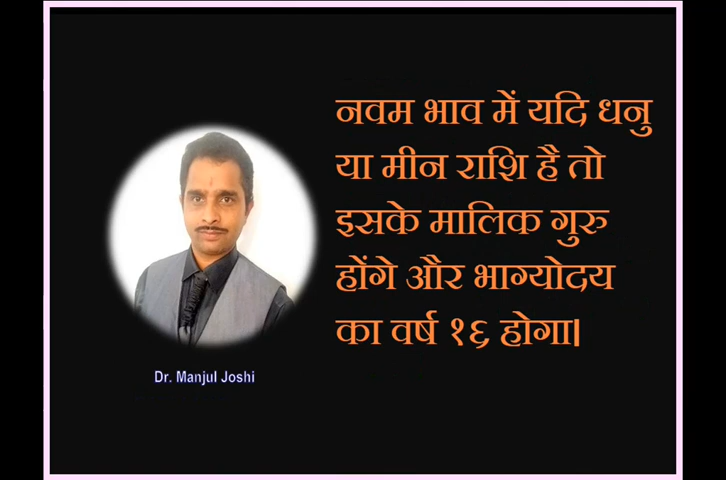 नवम भाव में यदि धनु
या मीन राशि है तो
इसके मालिक गुरु
होंगे और भाग्योदय
का वर्ष १६ होगा।
Dr. Manjul Joshi